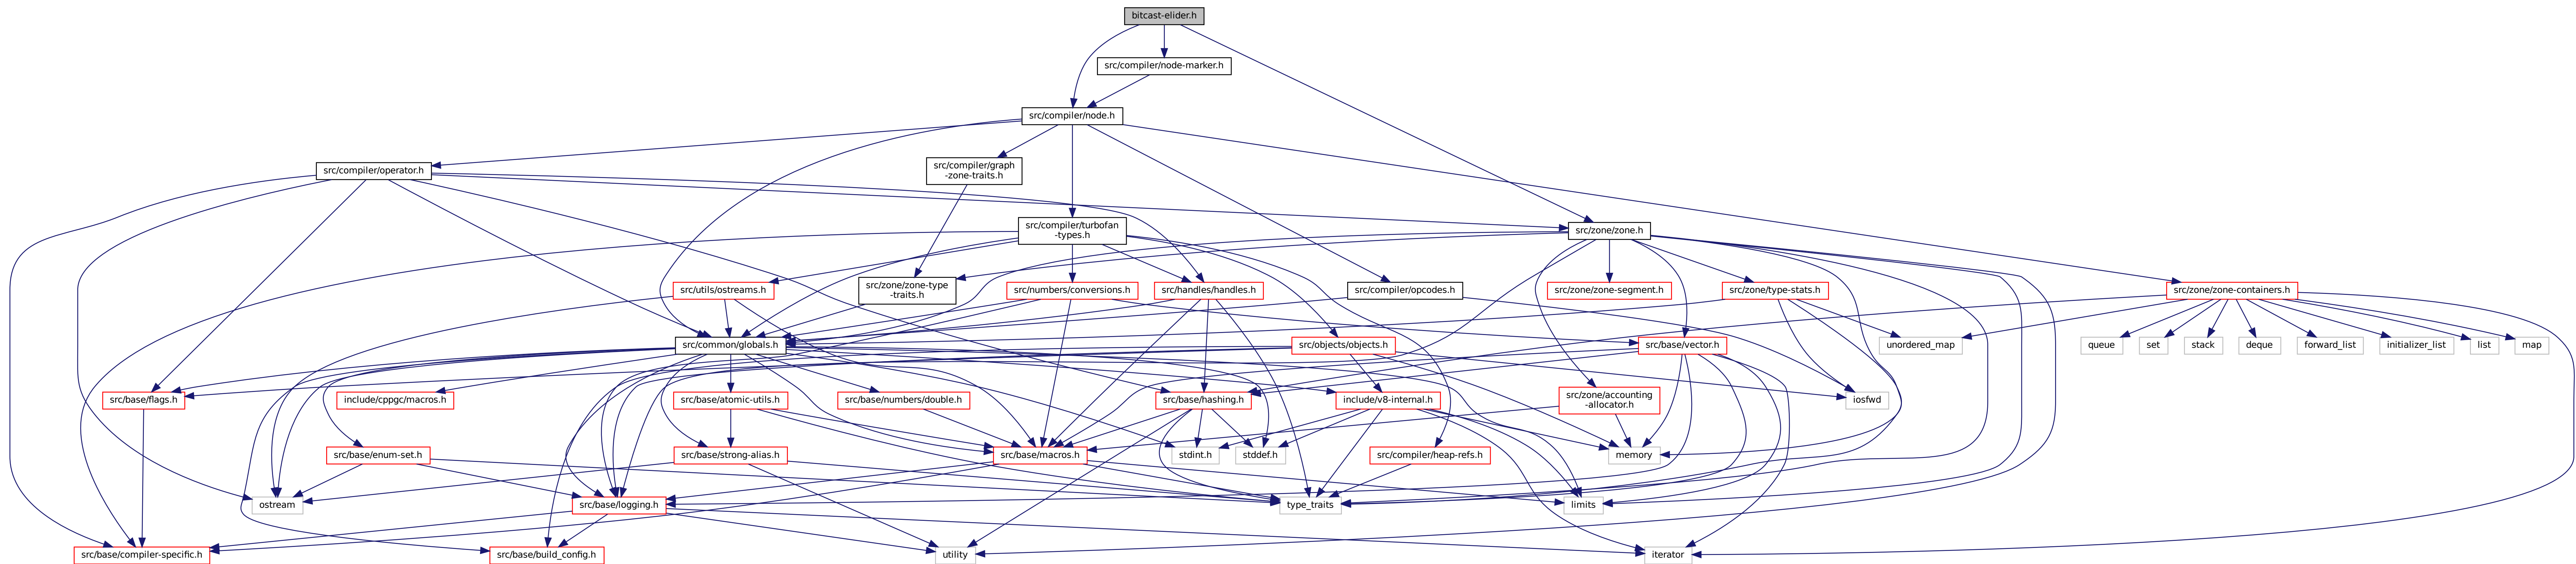 bitcast-elider.h
src/compiler/node-marker.h
src/compiler/node.h
src/compiler/operator.h
src/compiler/graph
-zone-traits.h
src/compiler/turbofan
-types.h
src/zone/zone.h
src/utils/ostreams.h
src/zone/zone-type
-traits.h
src/numbers/conversions.h
src/handles/handles.h
src/compiler/opcodes.h
src/zone/zone-segment.h
src/zone/type-stats.h
src/zone/zone-containers.h
src/common/globals.h
src/objects/objects.h
src/base/vector.h
unordered_map
queue
set
stack
deque
forward_list
initializer_list
list
map
src/base/flags.h
include/cppgc/macros.h
src/base/atomic-utils.h
src/base/numbers/double.h
src/base/hashing.h
include/v8-internal.h
src/zone/accounting
-allocator.h
iosfwd
src/base/enum-set.h
src/base/strong-alias.h
src/base/macros.h
stdint.h
stddef.h
src/compiler/heap-refs.h
memory
ostream
src/base/logging.h
type_traits
limits
src/base/compiler-specific.h
src/base/build_config.h
utility
iterator